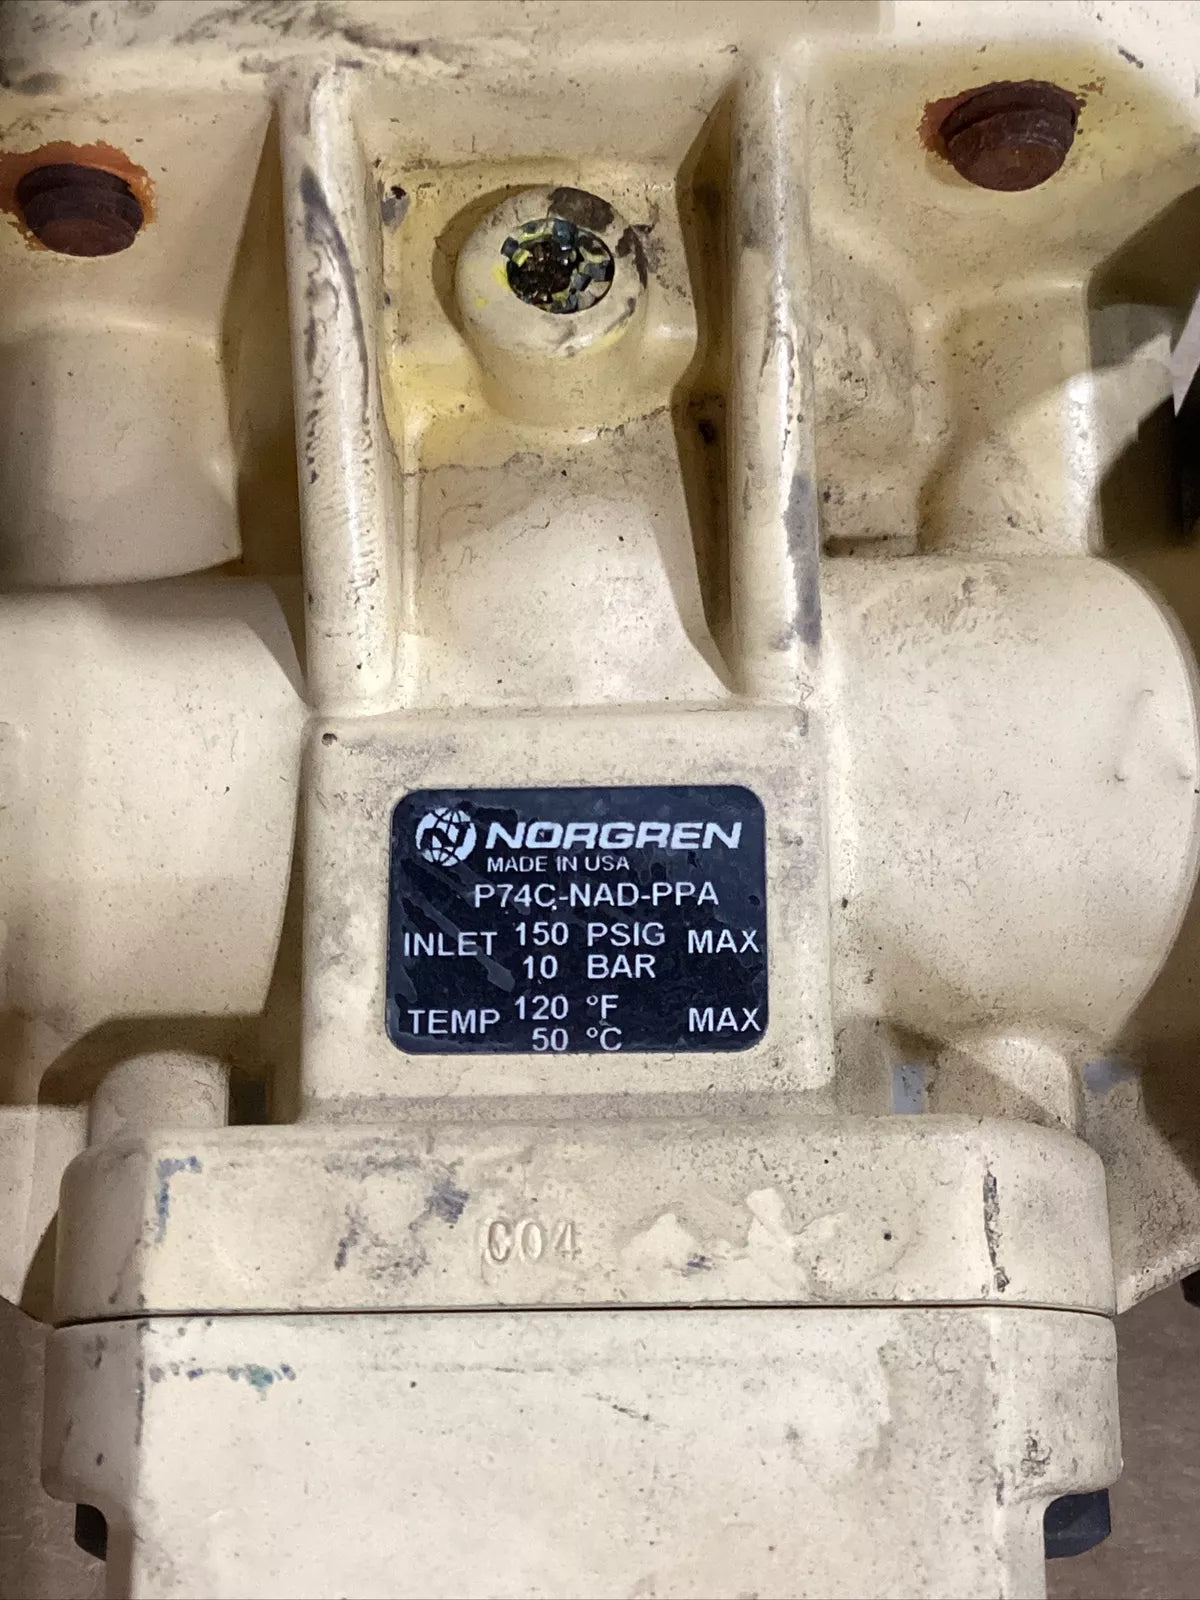 NORGREN
MADE IN USA
P74C-NAD-PPA
INLET 150 PSIG MAX
10 BAR
TEMP 120 °F MAX
50 °C
C04